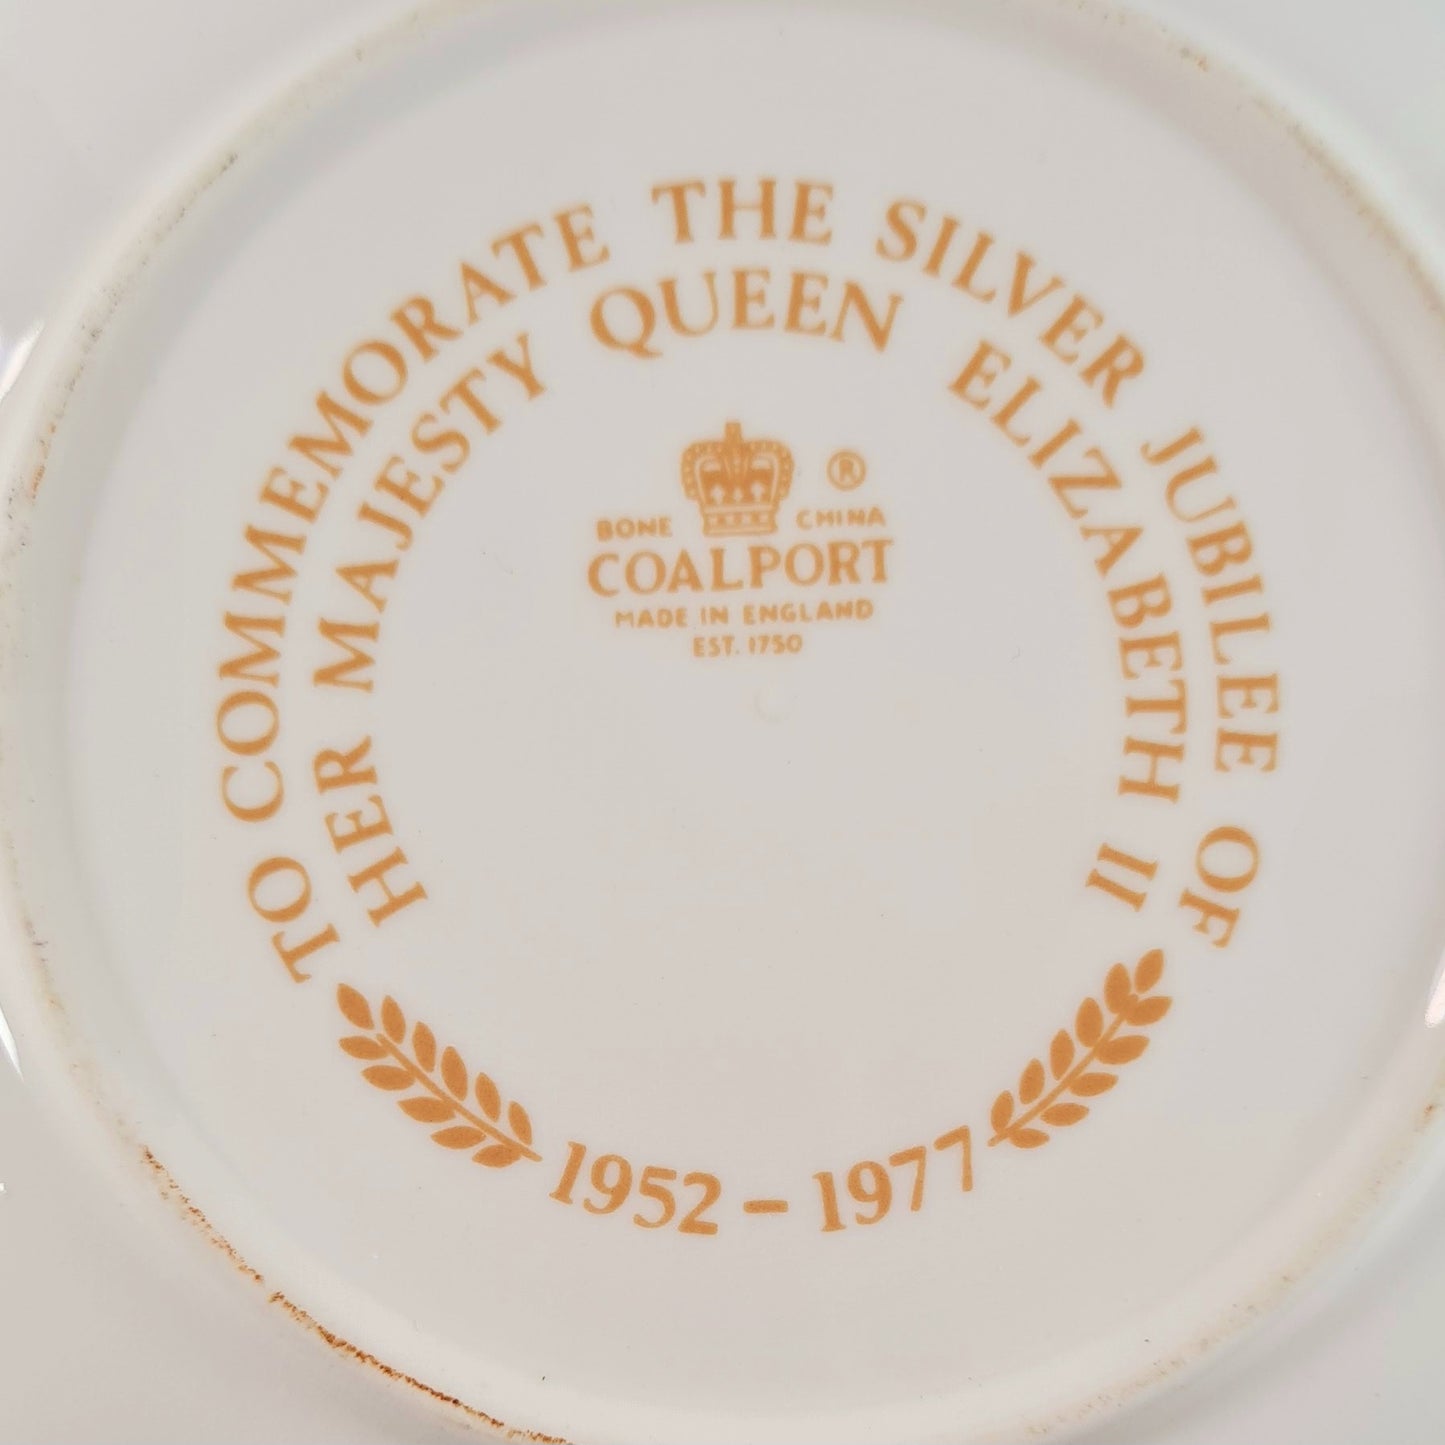 TO COMMEMORATE THE SILVER JUBILEE OF
HER MAJESTY QUEEN ELIZABETH II
®
BONE CHINA
COALPORT
MADE IN ENGLAND
EST. 1750
1952 – 1977